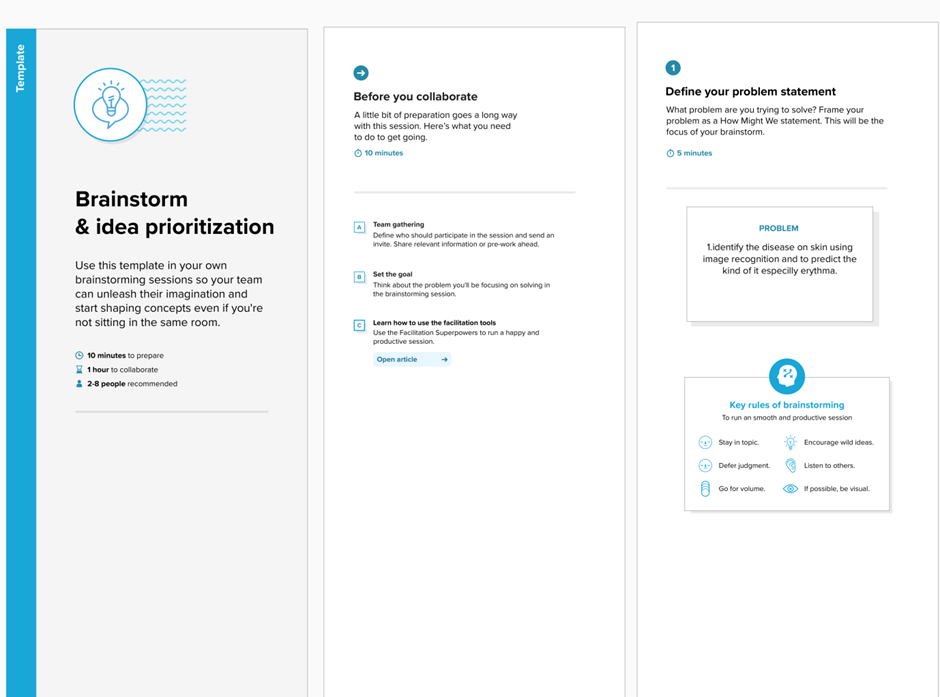 Template
Brainstorm
& idea prioritization
Use this template in your own
brainstorming sessions so your team
can unleash their imagination and
start shaping concepts even if you're
not sitting in the same room.
10 minutes to prepare
1 hour to collaborate
2-8 people recommended
Before you collaborate
A little bit of preparation goes a long way
with this session. Here's what you need
to do to get going.
10 minutes
A
Team gathering
Define who should participate in the session and send an
invite. Share relevant information or pre-work ahead.
B
Set the goal
Think about the problem you'll be focusing on solving in
the brainstorming session.
C
Learn how to use the facilitation tools
Use the Facilitation Superpowers to run a happy and
productive session.
Open article
1
Define your problem statement
What problem are you trying to solve? Frame your
problem as a How Might We statement. This will be the
focus of your brainstorm.
5 minutes
PROBLEM
1.identify the disease on skin using
image recognition and to predict the
kind of it especilly erythma.
Key rules of brainstorming
To run an smooth and productive session
Stay in topic.
Encourage wild ideas.
Defer judgment.
Listen to others.
Go for volume.
If possible, be visual.